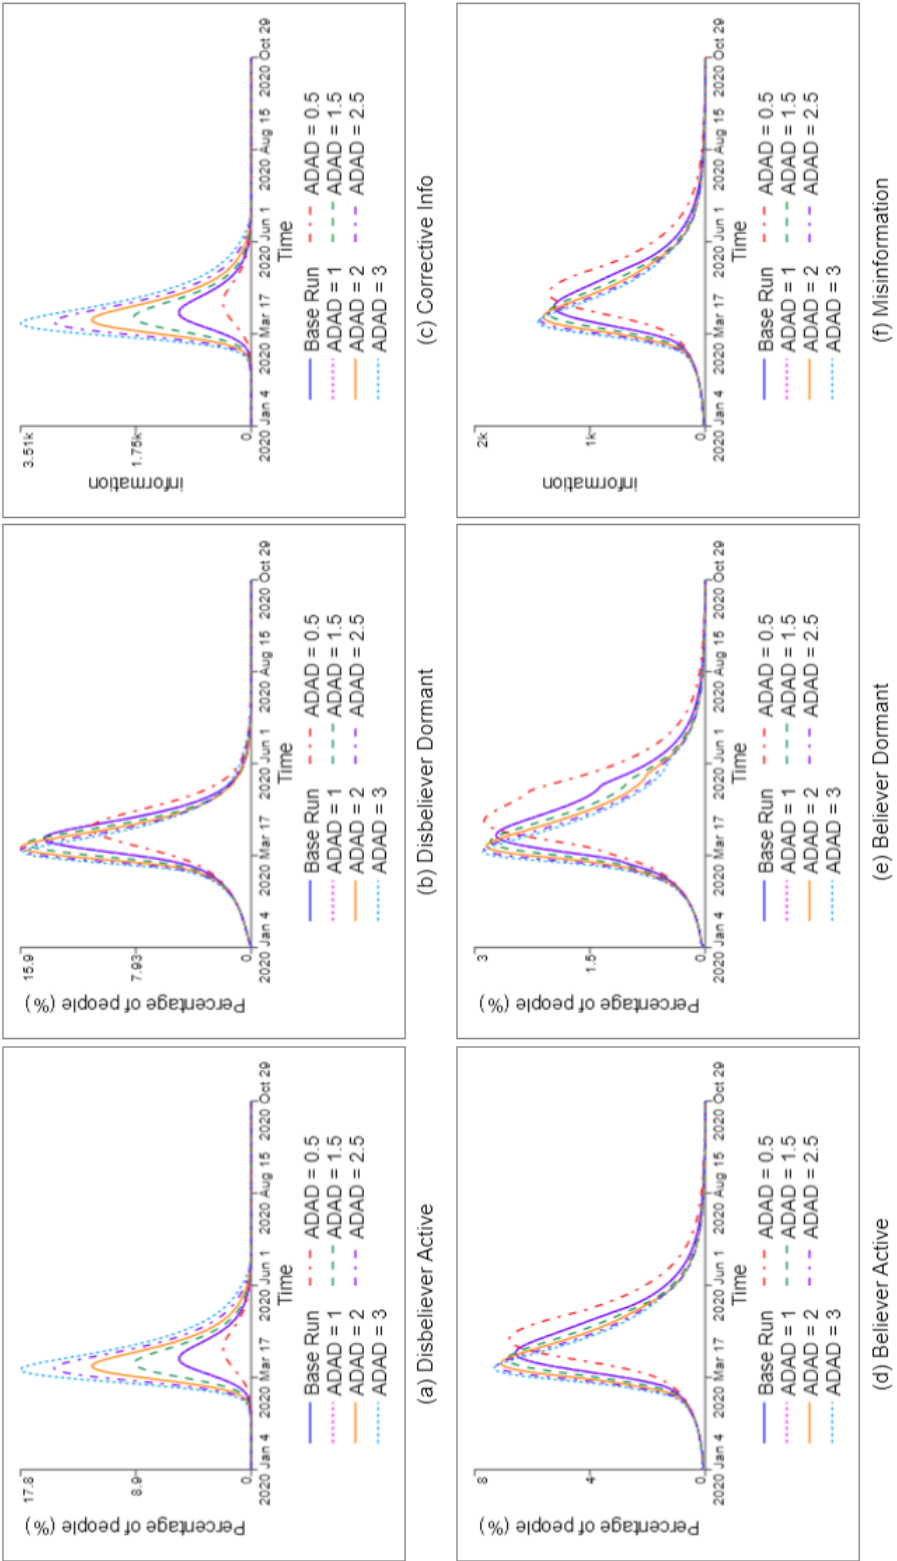 Percentage of people (%)
17.8
8.9
0
2020 Jan 4 2020 Mar 17 2020 Jun 1 2020 Aug 15 2020 Oct 29
Time
Base Run ADAD = 0.5
ADAD = 1 ADAD = 1.5
ADAD = 2 ADAD = 2.5
ADAD = 3
(a) Disbeliever Active
Percentage of people (%)
15.9
7.93
0
2020 Jan 4 2020 Mar 17 2020 Jun 1 2020 Aug 15 2020 Oct 29
Time
Base Run ADAD = 0.5
ADAD = 1 ADAD = 1.5
ADAD = 2 ADAD = 2.5
ADAD = 3
(b) Disbeliever Dormant
information
3.51k
1.75k
0
2020 Jan 4 2020 Mar 17 2020 Jun 1 2020 Aug 15 2020 Oct 29
Time
Base Run ADAD = 0.5
ADAD = 1 ADAD = 1.5
ADAD = 2 ADAD = 2.5
ADAD = 3
(c) Corrective Info
Percentage of people (%)
8
4
0
2020 Jan 4 2020 Mar 17 2020 Jun 1 2020 Aug 15 2020 Oct 29
Time
Base Run ADAD = 0.5
ADAD = 1 ADAD = 1.5
ADAD = 2 ADAD = 2.5
ADAD = 3
(d) Believer Active
Percentage of people (%)
3
1.5
0
2020 Jan 4 2020 Mar 17 2020 Jun 1 2020 Aug 15 2020 Oct 29
Time
Base Run ADAD = 0.5
ADAD = 1 ADAD = 1.5
ADAD = 2 ADAD = 2.5
ADAD = 3
(e) Believer Dormant
information
2k
1k
0
2020 Jan 4 2020 Mar 17 2020 Jun 1 2020 Aug 15 2020 Oct 29
Time
Base Run ADAD = 0.5
ADAD = 1 ADAD = 1.5
ADAD = 2 ADAD = 2.5
ADAD = 3
(f) Misinformation